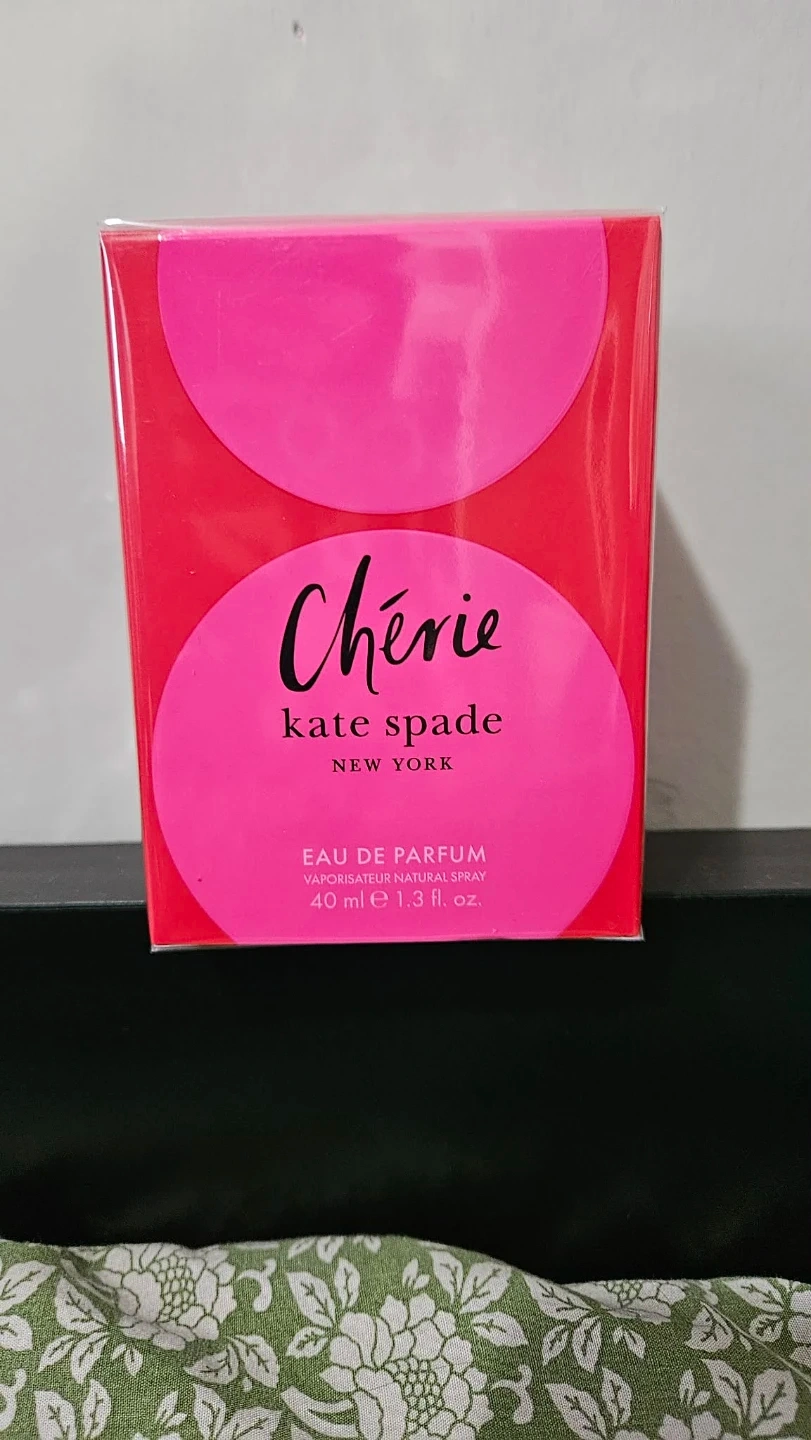 Chérie
kate spade
NEW YORK
EAU DE PARFUM
VAPORISATEUR NATURAL SPRAY
40 ml ℮ 1.3 fl. oz.